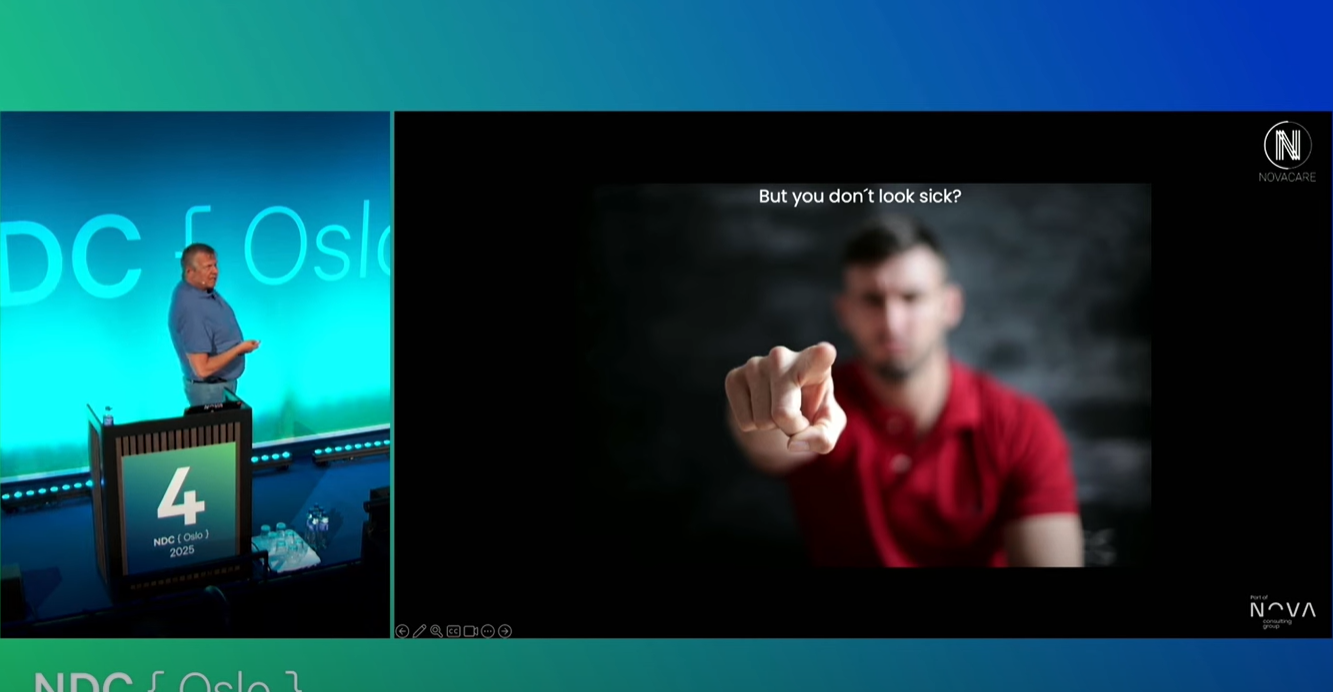 DC { Oslo
4
NDC { Oslo }
2025
But you don´t look sick?
N
NOVACARE
Part of
NOVA
consulting
group
CC
NDC { Oslo }